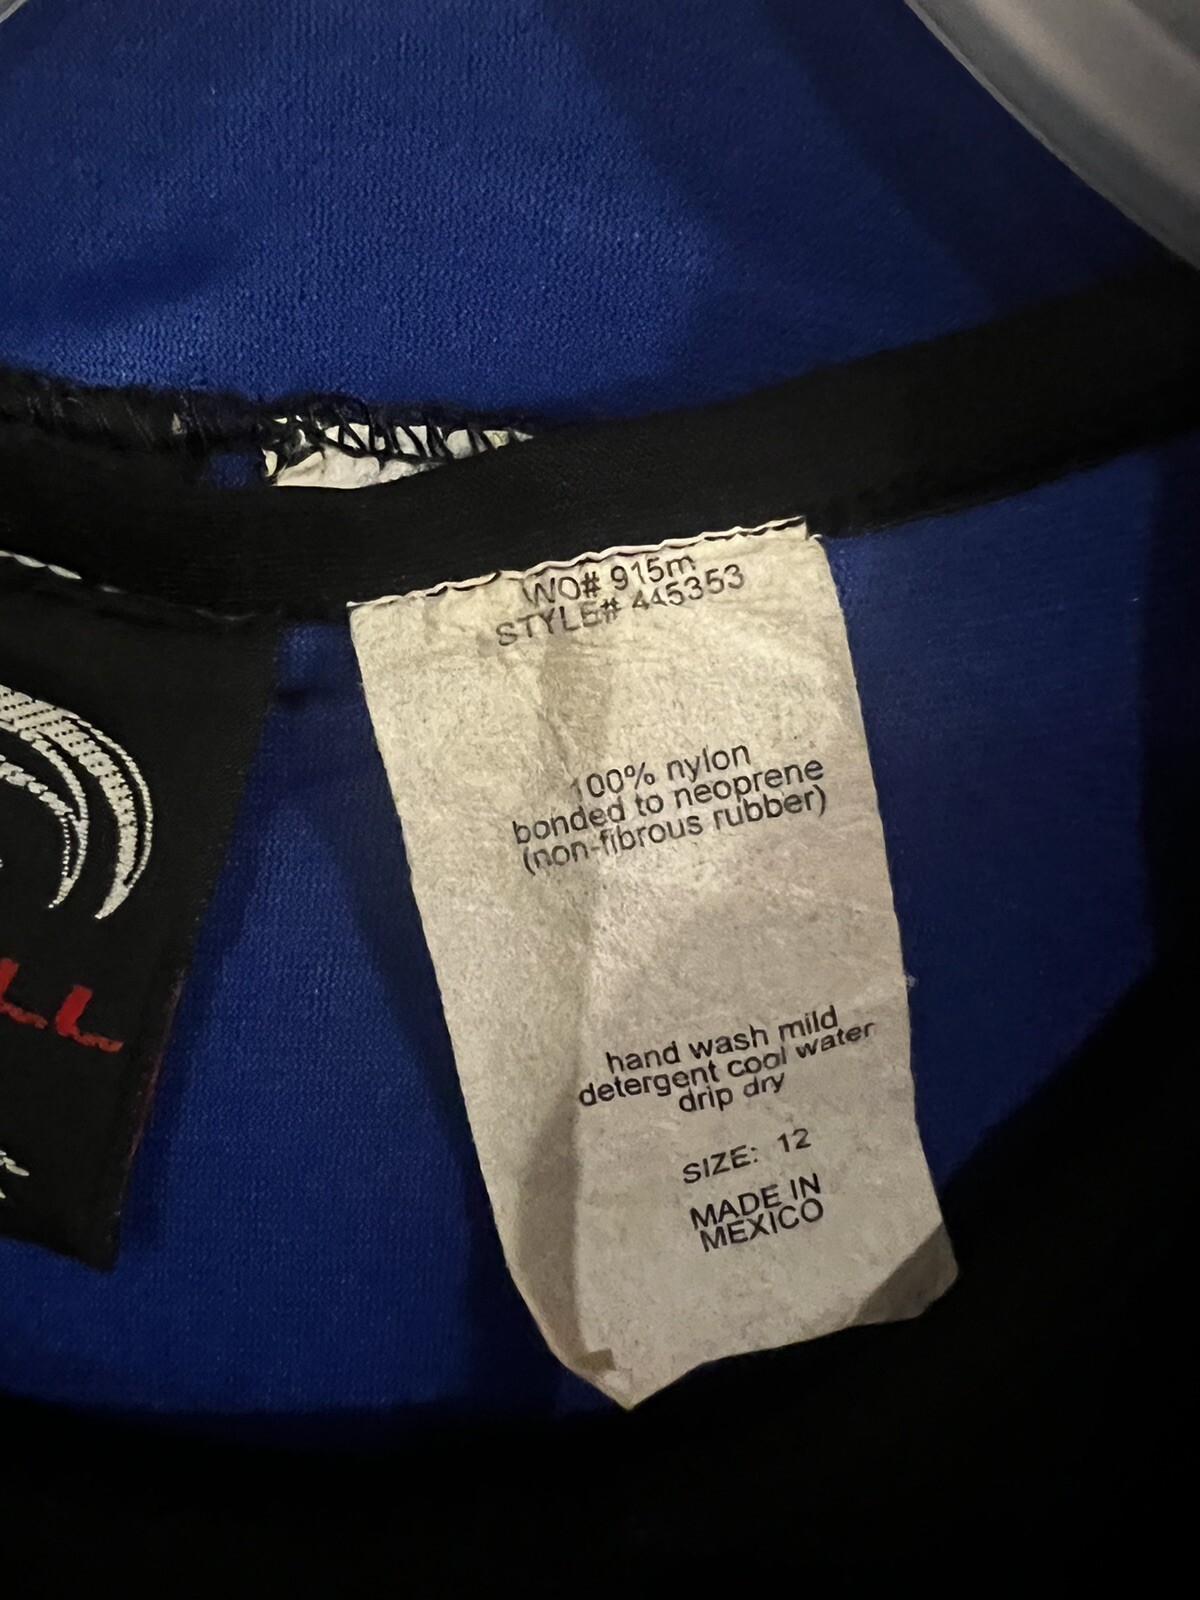 WO# 915m
STYLE# 445353
100% nylon
bonded to neoprene
(non-fibrous rubber)
hand wash mild
detergent cool water
drip dry
SIZE: 12
MADE IN
MEXICO